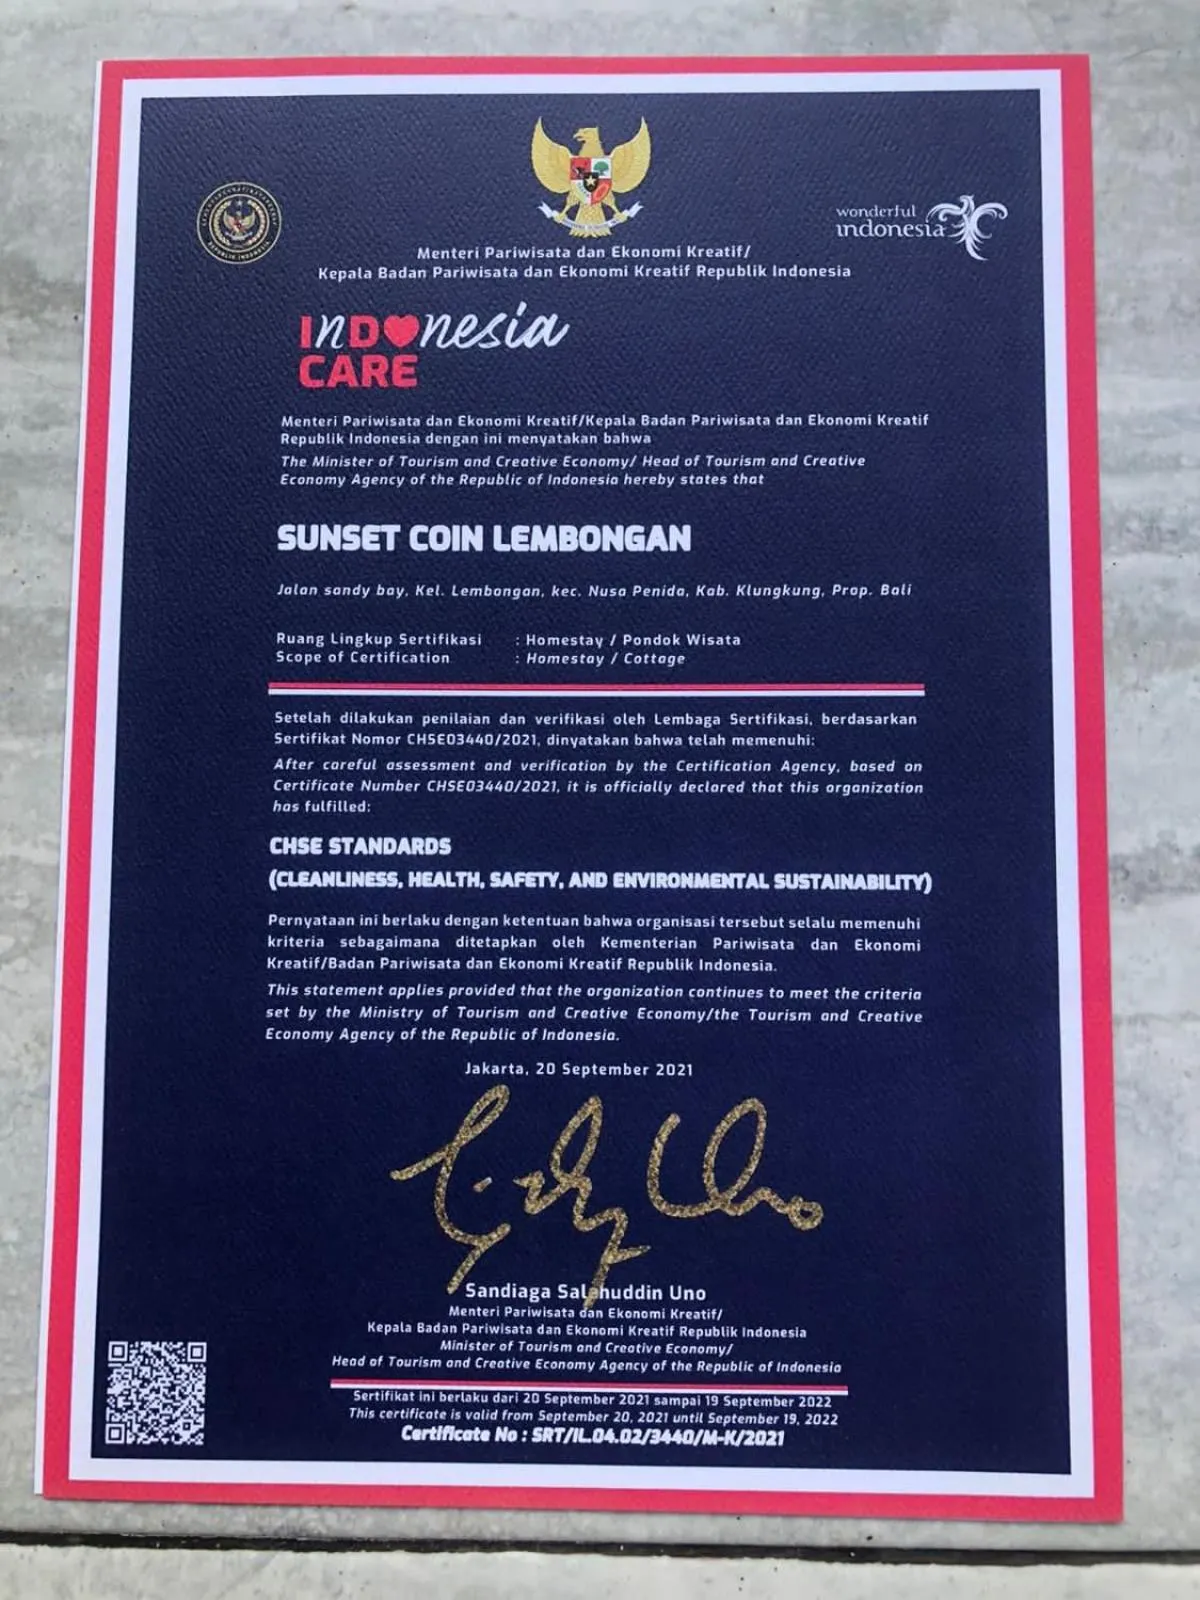 wonderful
indonesia
Menteri Pariwisata dan Ekonomi Kreatif/
Kepala Badan Pariwisata dan Ekonomi Kreatif Republik Indonesia
INDONesia
CARE
Menteri Pariwisata dan Ekonomi Kreatif/Kepala Badan Pariwisata dan Ekonomi Kreatif
Republik Indonesia dengan ini menyatakan bahwa
The Minister of Tourism and Creative Economy/ Head of Tourism and Creative
Economy Agency of the Republic of Indonesia hereby states that
SUNSET COIN LEMBONGAN
Jalan sandy bay, Kel. Lembongan, kec. Nusa Penida, Kab. Klungkung, Prop. Bali
Ruang Lingkup Sertifikasi : Homestay / Pondok Wisata
Scope of Certification : Homestay / Cottage
Setelah dilakukan penilaian dan verifikasi oleh Lembaga Sertifikasi, berdasarkan
Sertifikat Nomor CHSE03440/2021, dinyatakan bahwa telah memenuhi:
After careful assessment and verification by the Certification Agency, based on
Certificate Number CHSE03440/2021, it is officially declared that this organization
has fulfilled:
CHSE STANDARDS
(CLEANLINESS, HEALTH, SAFETY, AND ENVIRONMENTAL SUSTAINABILITY)
Pernyataan ini berlaku dengan ketentuan bahwa organisasi tersebut selalu memenuhi
kriteria sebagaimana ditetapkan oleh Kementerian Pariwisata dan Ekonomi
Kreatif/Badan Pariwisata dan Ekonomi Kreatif Republik Indonesia.
This statement applies provided that the organization continues to meet the criteria
set by the Ministry of Tourism and Creative Economy/the Tourism and Creative
Economy Agency of the Republic of Indonesia.
Jakarta, 20 September 2021
Sandiaga Salahuddin Uno
Menteri Pariwisata dan Ekonomi Kreatif/
Kepala Badan Pariwisata dan Ekonomi Kreatif Republik Indonesia
Minister of Tourism and Creative Economy/
Head of Tourism and Creative Economy Agency of the Republic of Indonesia
Sertifikat ini berlaku dari 20 September 2021 sampai 19 September 2022
This certificate is valid from September 20, 2021 until September 19, 2022
Certificate No : SRT/IL.04.02/3440/M-K/2021